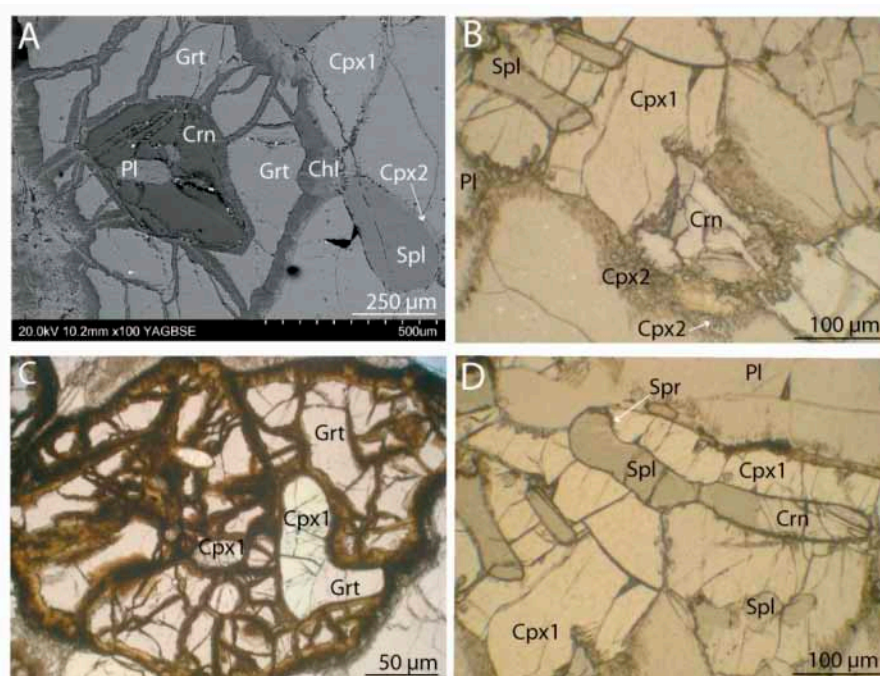 A
Grt
Cpx1
Crn
Pl
Grt
Chl
Cpx2
Spl
250 µm
20.0kV 10.2mm x100 YAGBSE
500um
B
Spl
Cpx1
Pl
Crn
Cpx2
Cpx2
100 µm
C
Grt
Cpx1
Cpx1
Grt
50 µm
D
Pl
Spr
Spl
Cpx1
Crn
Spl
Cpx1
100 µm